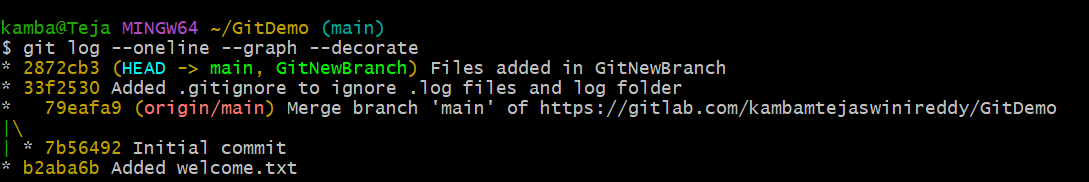 kamba@Teja MINGW64 ~/GitDemo (main)
$ git log --oneline --graph --decorate
* 2872cb3 (HEAD -> main, GitNewBranch) Files added in GitNewBranch
* 33f2530 Added .gitignore to ignore .log files and log folder
*   79eafa9 (origin/main) Merge branch 'main' of https://gitlab.com/kambamtejaswinireddy/GitDemo
|\
| * 7b56492 Initial commit
* b2aba6b Added welcome.txt